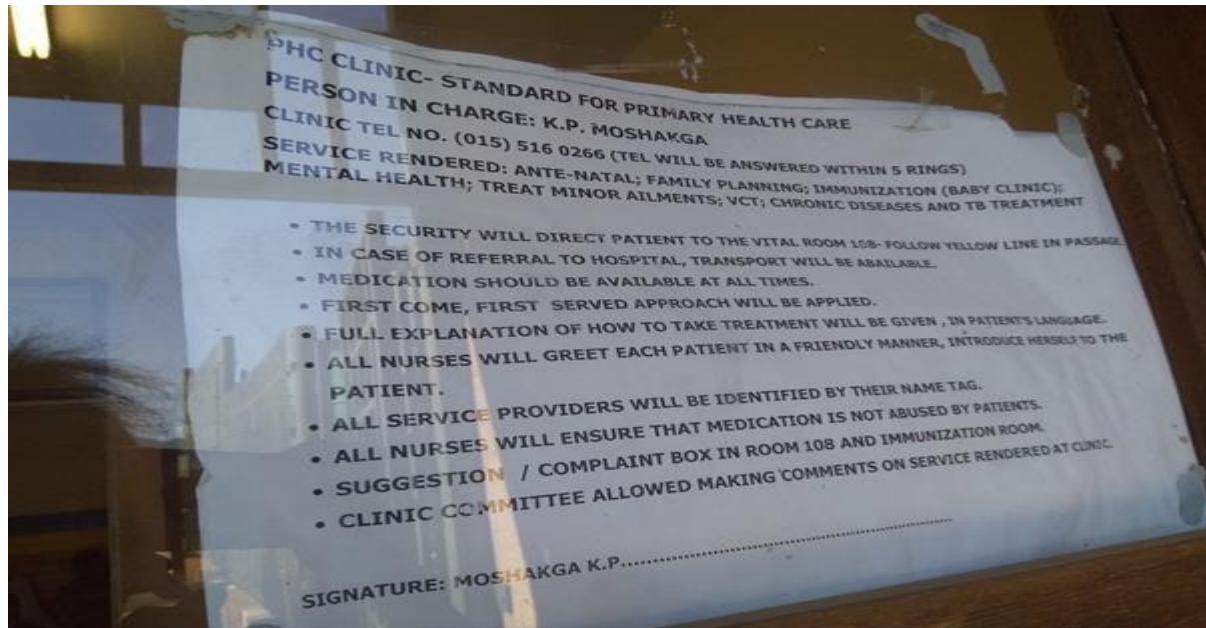 PHC CLINIC- STANDARD FOR PRIMARY HEALTH CARE
PERSON IN CHARGE: K.P. MOSHAKGA
CLINIC TEL NO. (015) 516 0266 (TEL WILL BE ANSWERED WITHIN 5 RINGS)
SERVICE RENDERED: ANTE-NATAL; FAMILY PLANNING; IMMUNIZATION (BABY CLINIC);
MENTAL HEALTH; TREAT MINOR AILMENTS; VCT; CHRONIC DISEASES AND TB TREATMENT
• THE SECURITY WILL DIRECT PATIENT TO THE VITAL ROOM 108- FOLLOW YELLOW LINE IN PASSAGE
• IN CASE OF REFERRAL TO HOSPITAL, TRANSPORT WILL BE ABAILABLE.
• MEDICATION SHOULD BE AVAILABLE AT ALL TIMES.
• FIRST COME, FIRST SERVED APPROACH WILL BE APPLIED.
• FULL EXPLANATION OF HOW TO TAKE TREATMENT WILL BE GIVEN , IN PATIENT'S LANGUAGE.
• ALL NURSES WILL GREET EACH PATIENT IN A FRIENDLY MANNER, INTRODUCE HERSELF TO THE
PATIENT.
• ALL SERVICE PROVIDERS WILL BE IDENTIFIED BY THEIR NAME TAG.
• ALL NURSES WILL ENSURE THAT MEDICATION IS NOT ABUSED BY PATIENTS.
• SUGGESTION / COMPLAINT BOX IN ROOM 108 AND IMMUNIZATION ROOM.
• CLINIC COMMITTEE ALLOWED MAKING COMMENTS ON SERVICE RENDERED AT CLINIC.
SIGNATURE: MOSHAKGA K.P.......................................................